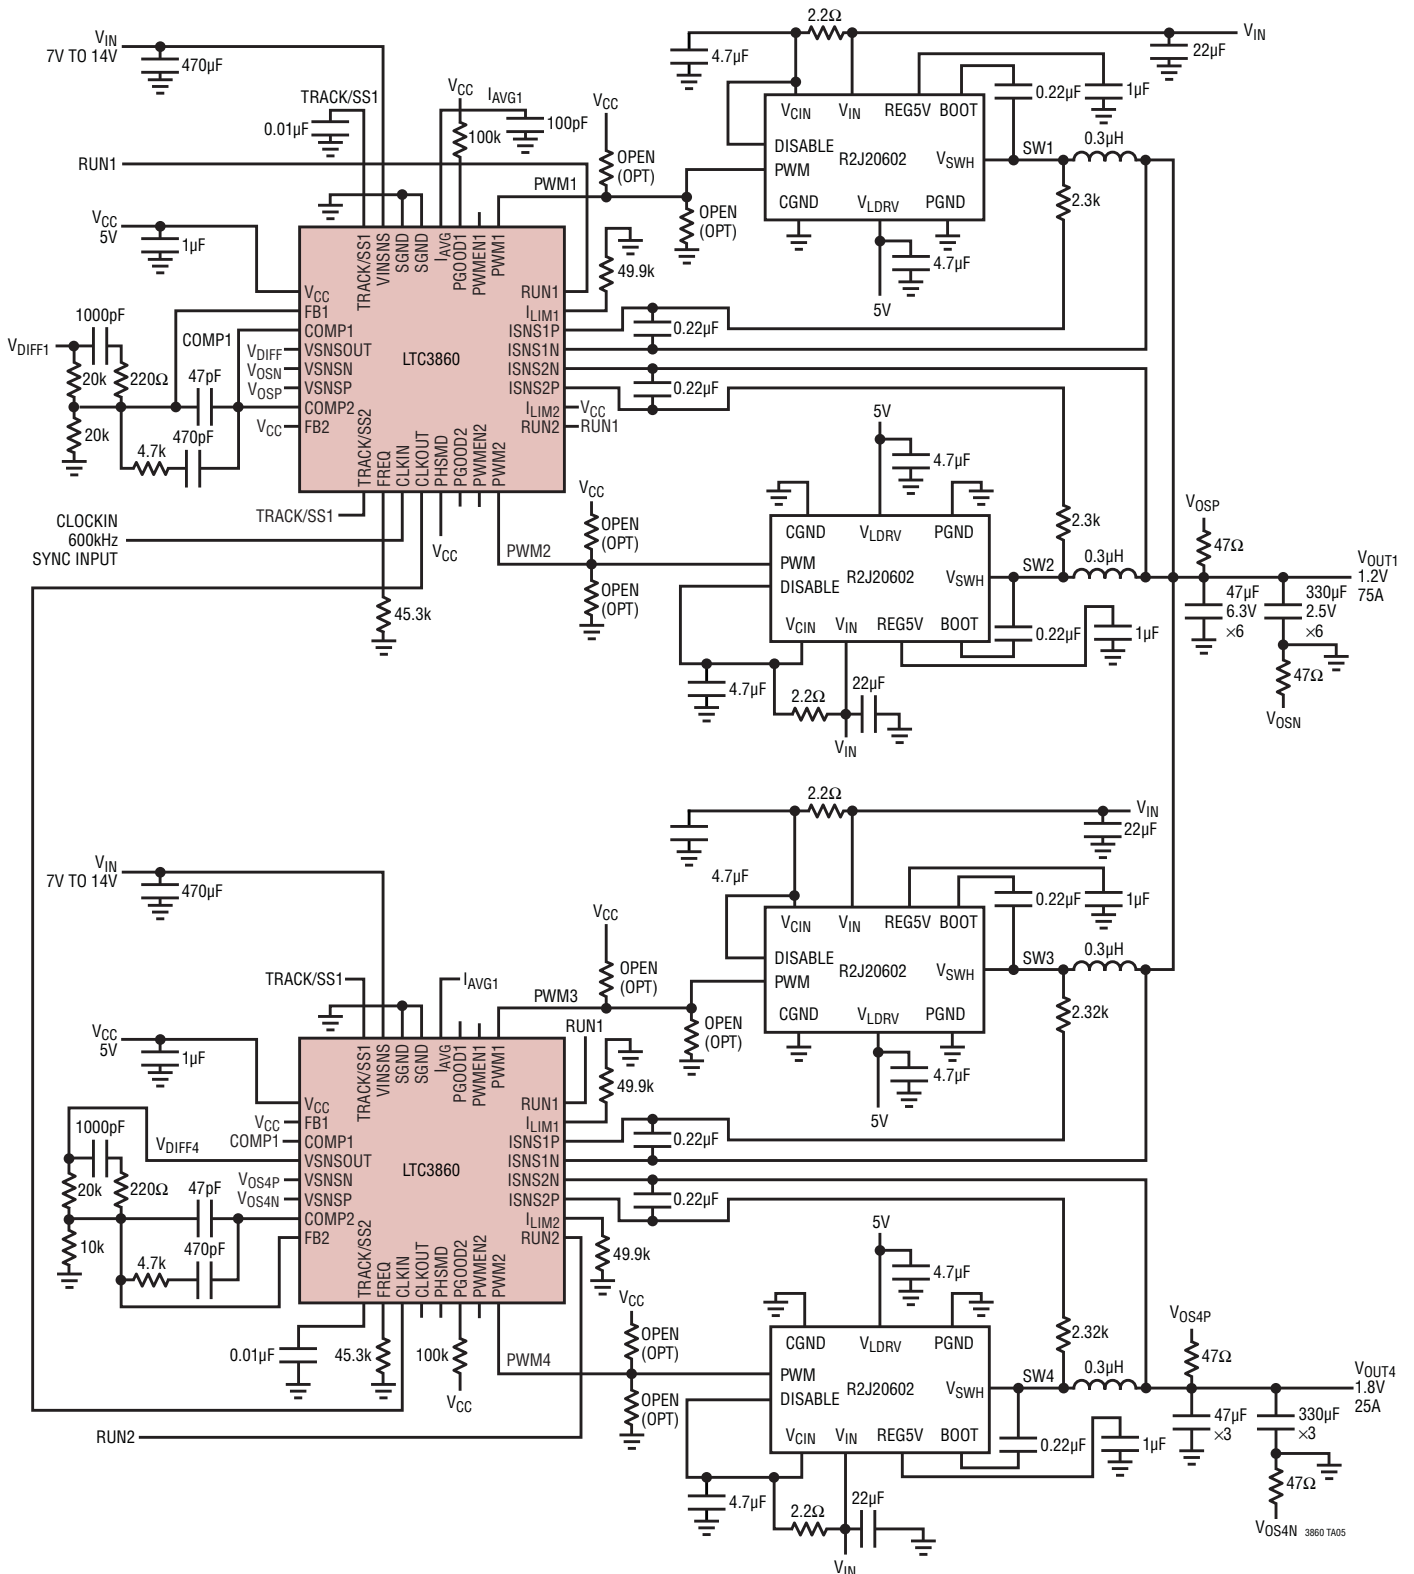 VIN
7V TO 14V
470µF
TRACK/SS1
0.01µF
VCC
100k
IAVG1
100pF
RUN1
VCC
OPEN
(OPT)
PWM1
OPEN
(OPT)
VCC
5V
1µF
TRACK/SS1
VINSNS
SGND
SGND
IAVG
PGOOD1
PWMEN1
PWM1
49.9k
VCC
FB1
COMP1
VSNSOUT
VSNSN
VSNSP
COMP2
FB2
LTC3860
RUN1
ILIM1
ISNS1P
ISNS1N
ISNS2N
ISNS2P
ILIM2
RUN2
VCC
RUN1
TRACK/SS2
FREQ
CLKIN
CLKOUT
PHSMD
PGOOD2
PWMEN2
PWM2
1000pF
VDIFF1
COMP1
VDIFF
VOSN
VOSP
VCC
20k
220Ω
47pF
20k
4.7k
470pF
TRACK/SS1
CLOCKIN
600kHz
SYNC INPUT
VCC
45.3k
0.22µF
0.22µF
VCC
OPEN
(OPT)
PWM2
OPEN
(OPT)
2.2Ω
VIN
4.7µF
22µF
VCIN
VIN
REG5V
BOOT
DISABLE
PWM
R2J20602
VSWH
CGND
VLDRV
PGND
0.22µF
1µF
SW1
0.3µH
2.3k
4.7µF
5V
5V
4.7µF
CGND
VLDRV
PGND
PWM
DISABLE
R2J20602
VSWH
VCIN
VIN
REG5V
BOOT
2.3k
SW2
0.3µH
0.22µF
1µF
4.7µF
2.2Ω
22µF
VIN
VOSP
47Ω
VOUT1
1.2V
75A
47µF
6.3V
×6
330µF
2.5V
×6
47Ω
VOSN
VIN
7V TO 14V
470µF
TRACK/SS1
IAVG1
VCC
OPEN
(OPT)
PWM3
RUN1
OPEN
(OPT)
VCC
5V
1µF
TRACK/SS1
VINSNS
SGND
SGND
IAVG
PGOOD1
PWMEN1
PWM1
49.9k
VCC
FB1
COMP1
VSNSOUT
VSNSN
VSNSP
COMP2
FB2
LTC3860
RUN1
ILIM1
ISNS1P
ISNS1N
ISNS2N
ISNS2P
ILIM2
RUN2
TRACK/SS2
FREQ
CLKIN
CLKOUT
PHSMD
PGOOD2
PWMEN2
PWM2
VCC
COMP1
1000pF
VDIFF4
VOS4P
VOS4N
20k
220Ω
47pF
10k
4.7k
470pF
0.22µF
0.22µF
49.9k
0.01µF
45.3k
100k
VCC
VCC
OPEN
(OPT)
PWM4
OPEN
(OPT)
RUN2
2.2Ω
VIN
22µF
4.7µF
VCIN
VIN
REG5V
BOOT
DISABLE
PWM
R2J20602
VSWH
CGND
VLDRV
PGND
0.22µF
1µF
SW3
0.3µH
2.32k
4.7µF
5V
5V
4.7µF
CGND
VLDRV
PGND
PWM
DISABLE
R2J20602
VSWH
VCIN
VIN
REG5V
BOOT
2.32k
SW4
0.3µH
0.22µF
1µF
4.7µF
2.2Ω
22µF
VIN
VOS4P
47Ω
VOUT4
1.8V
25A
47µF
×3
330µF
×3
47Ω
VOS4N
3860 TA05